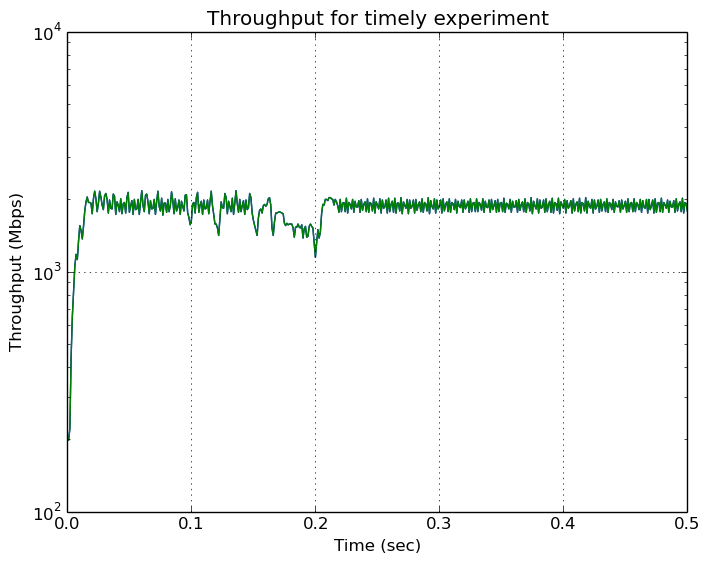 Throughput for timely experiment
10^4
10^3
10^2
Throughput (Mbps)
0.0 0.1 0.2 0.3 0.4 0.5
Time (sec)